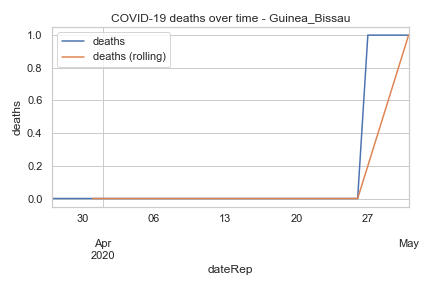 COVID-19 deaths over time - Guinea_Bissau
deaths
deaths (rolling)
1.0
0.8
0.6
0.4
0.2
0.0
deaths
30 06 13 20 27
Apr May
2020
dateRep